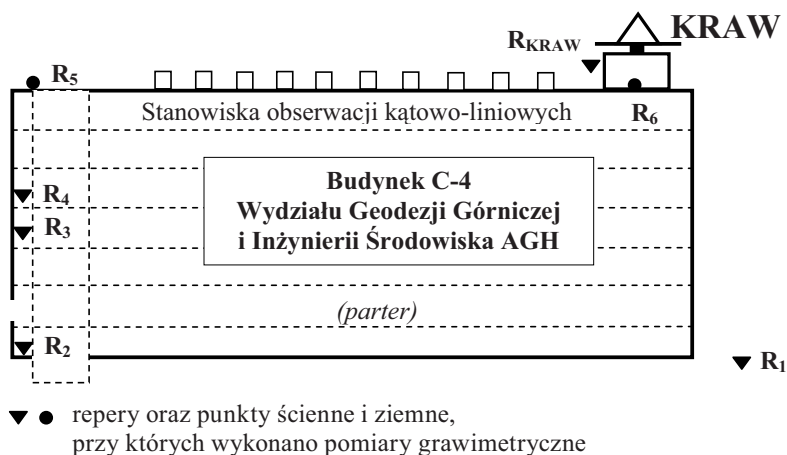 KRAW
R_KRAW
R5
Stanowiska obserwacji kątowo-liniowych
R6
Budynek C-4
Wydziału Geodezji Górniczej
i Inżynierii Środowiska AGH
R4
R3
(parter)
R2
R1
repery oraz punkty ścienne i ziemne,
przy których wykonano pomiary grawimetryczne